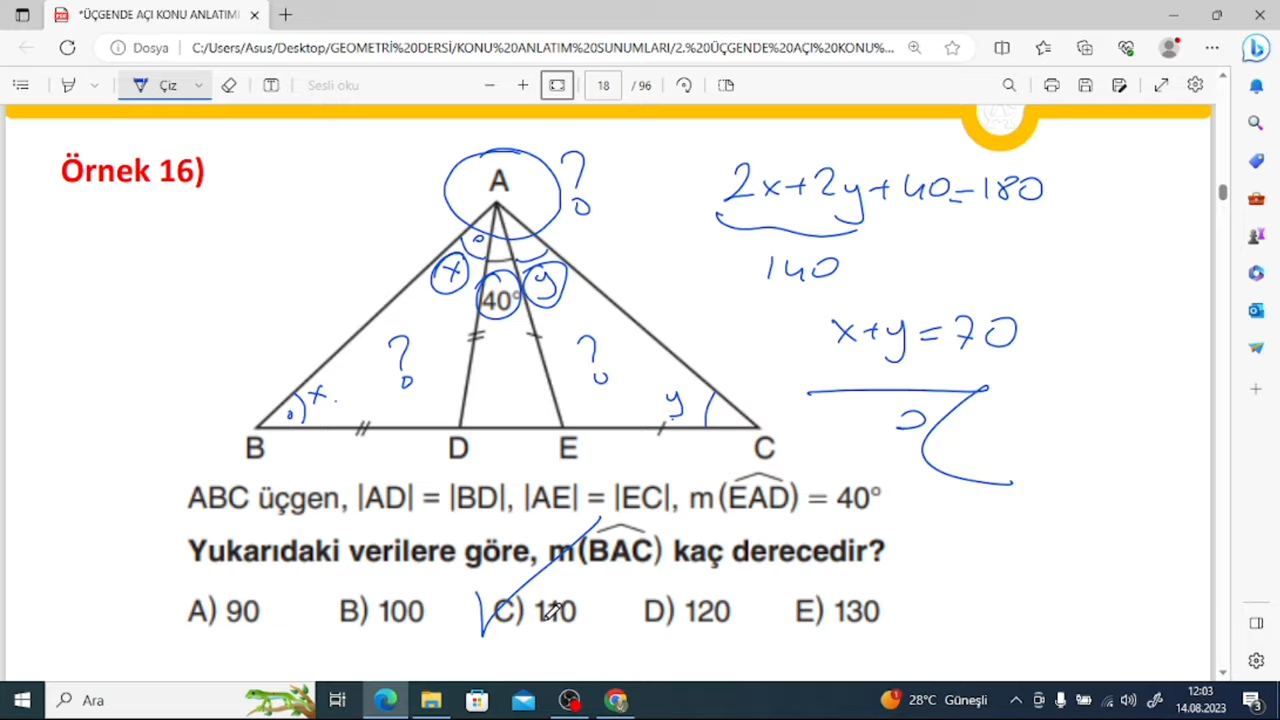 *ÜÇGENDE AÇI KONU ANLATIMI
Dosya C:/Users/Asus/Desktop/GEOMETRİ%20DERSİ/KONU%20ANLATIM%20SUNUMLARI/2.%20ÜÇGENDE%20AÇI%20KONU%...
Çiz Sesli oku 18 / 96
Örnek 16)
A ?
2x+2y+40=180
140
x 40° y
x+y=70
? ?
x y
B D E C
ABC üçgen, |AD| = |BD|, |AE| = |EC|, m(EAD) = 40°
Yukarıdaki verilere göre, m(BAC) kaç derecedir?
A) 90 B) 100 C) 110 D) 120 E) 130
Ara 28°C Güneşli 12:03
14.08.2023